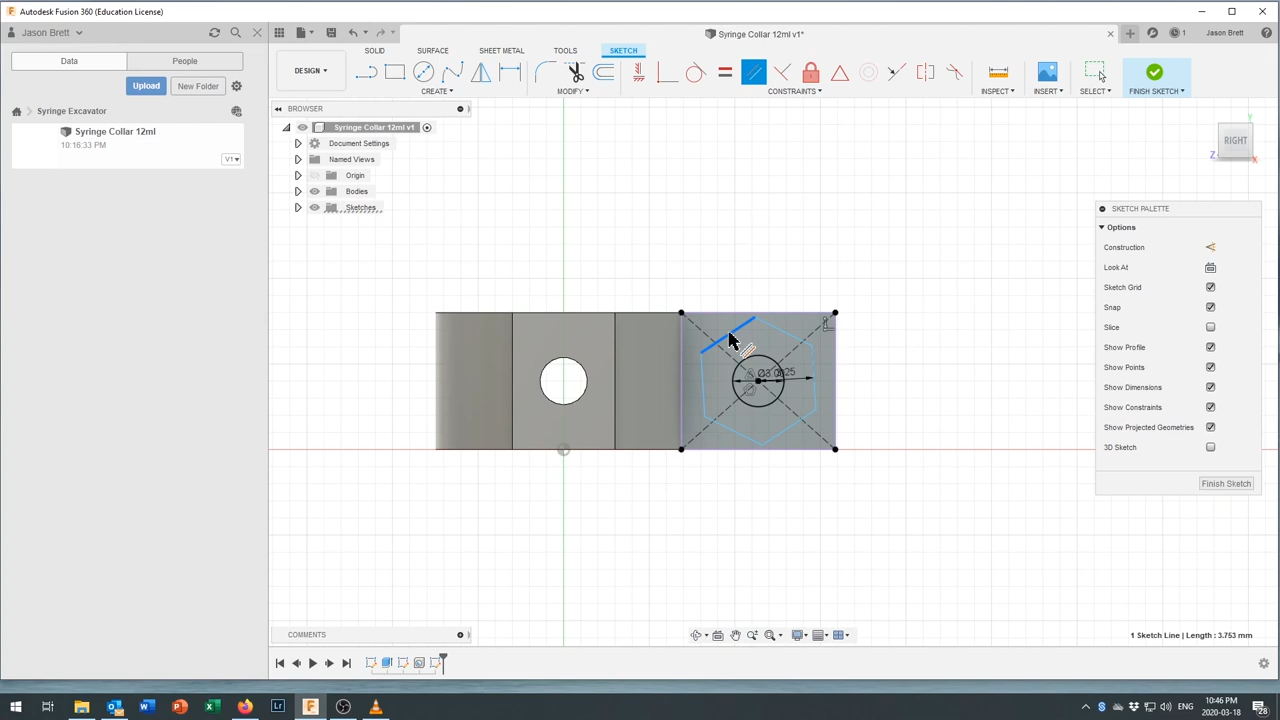 Autodesk Fusion 360 (Education License)
Jason Brett
Syringe Collar 12ml v1*
1
Jason Brett
Data
People
SOLID
SURFACE
SHEET METAL
TOOLS
SKETCH
DESIGN
CREATE
MODIFY
CONSTRAINTS
INSPECT
INSERT
SELECT
FINISH SKETCH
Upload
New Folder
Syringe Excavator
Syringe Collar 12ml
10:16:33 PM
V1
BROWSER
Syringe Collar 12ml v1
Document Settings
Named Views
Origin
Bodies
Sketches
RIGHT
Y
Z
X
SKETCH PALETTE
Options
Construction
Look At
Sketch Grid
Snap
Slice
Show Profile
Show Points
Show Dimensions
Show Constraints
Show Projected Geometries
3D Sketch
Finish Sketch
COMMENTS
1 Sketch Line | Length : 3.753 mm
ENG
10:46 PM
2020-03-18
28